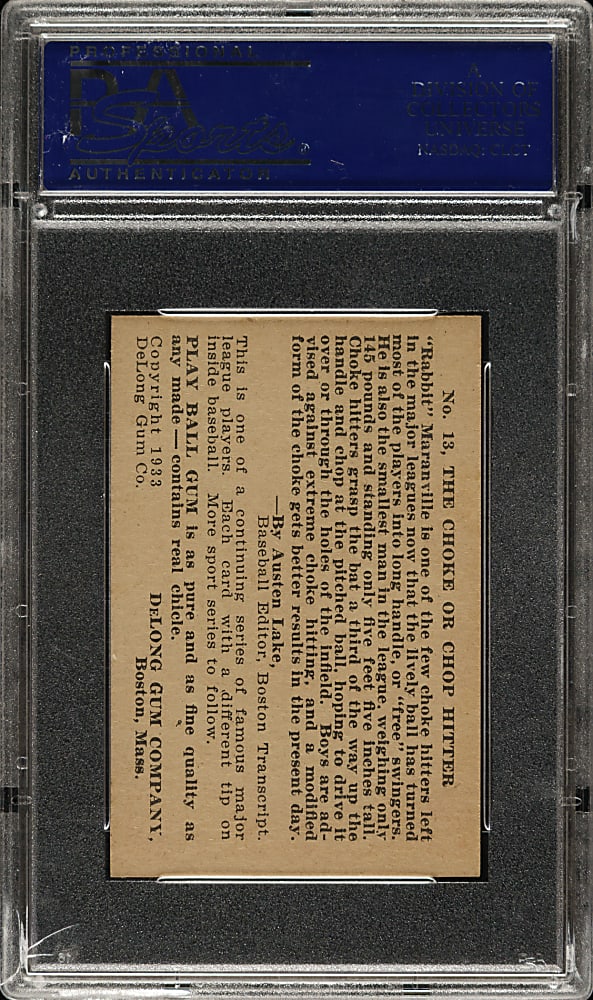 PROFESSIONAL
PSA
Sports
AUTHENTICATOR
A
DIVISION OF
COLLECTORS
UNIVERSE
NASDAQ: CLCT
No. 13, THE CHOKE OR CHOP HITTER
"Rabbit" Maranville is one of the few choke hitters left
in the major leagues now that the lively ball has turned
most of the players into long handle, or "free" swingers.
He is also the smallest man in the league, weighing only
145 pounds and standing only five feet five inches tall.
Choke hitters grasp the bat a third of the way up the
handle and chop at the pitched ball, hoping to drive it
over or through the holes of the infield. Boys are ad-
vised against extreme choke hitting, and a modified
form of the choke gets better results in the present day.
—By Austen Lake,
Baseball Editor, Boston Transcript.
This is one of a continuing series of famous major
league players. Each card with a different tip on
inside baseball. More sport series to follow.
PLAY BALL GUM is as pure and as fine quality as
any made — contains real chicle.
Copyright 1933 DELONG GUM COMPANY,
DeLong Gum Co. Boston, Mass.